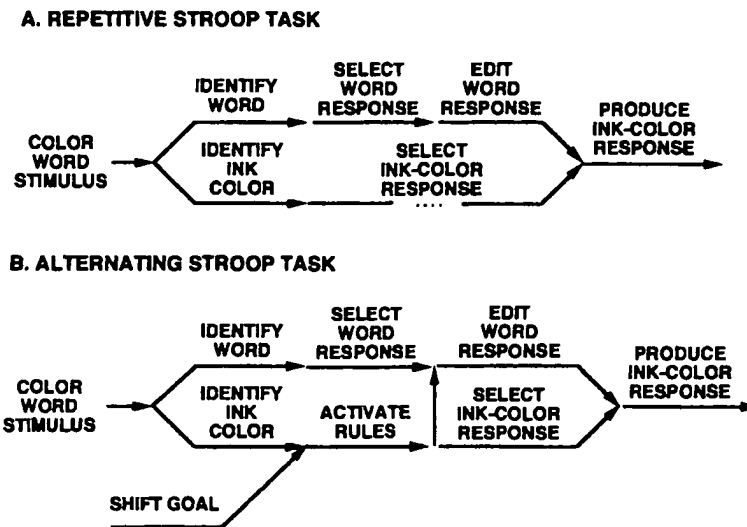 A. REPETITIVE STROOP TASK
IDENTIFY
WORD
SELECT
WORD
RESPONSE
EDIT
WORD
RESPONSE
PRODUCE
INK-COLOR
RESPONSE
COLOR
WORD
STIMULUS
IDENTIFY
INK
COLOR
SELECT
INK-COLOR
RESPONSE
....
B. ALTERNATING STROOP TASK
IDENTIFY
WORD
SELECT
WORD
RESPONSE
EDIT
WORD
RESPONSE
PRODUCE
INK-COLOR
RESPONSE
COLOR
WORD
STIMULUS
IDENTIFY
INK
COLOR
ACTIVATE
RULES
SELECT
INK-COLOR
RESPONSE
SHIFT GOAL